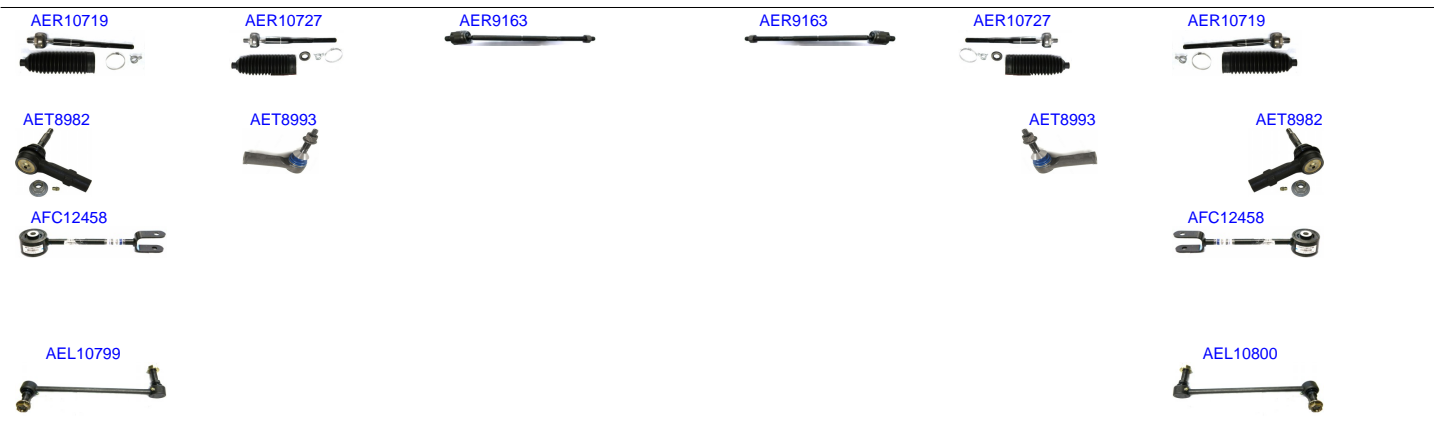 AER10719 AER10727 AER9163 AER9163 AER10727 AER10719
AET8982 AET8993 AET8993 AET8982
AFC12458 AFC12458
AEL10799 AEL10800